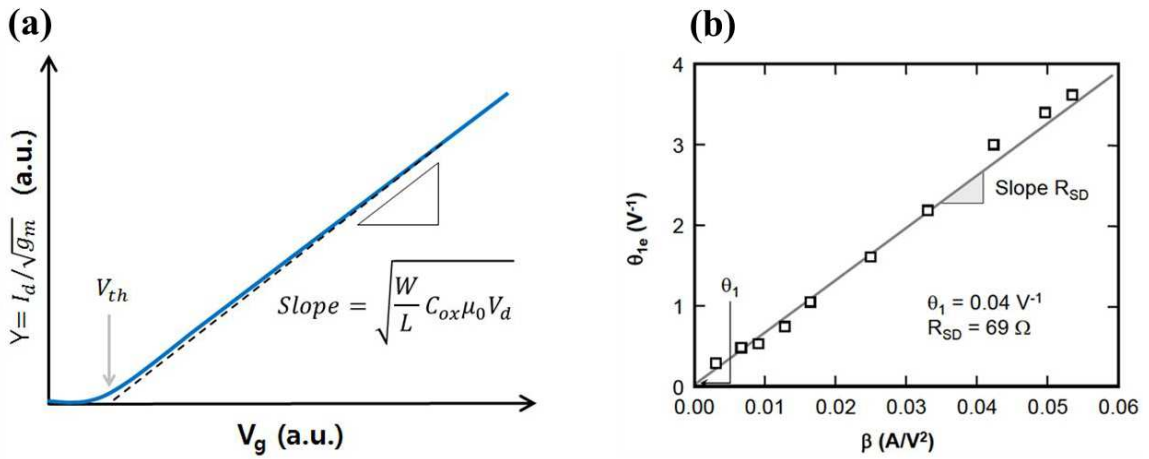 (a)
Y= I_d/√g_m (a.u.)
V_th
Slope = √(W/L C_ox μ_0 V_d)
V_g (a.u.)
(b)
4
3
2
1
0
θ_1e (V^-1)
Slope R_SD
θ_1
θ_1 = 0.04 V^-1
R_SD = 69 Ω
0.00 0.01 0.02 0.03 0.04 0.05 0.06
β (A/V^2)